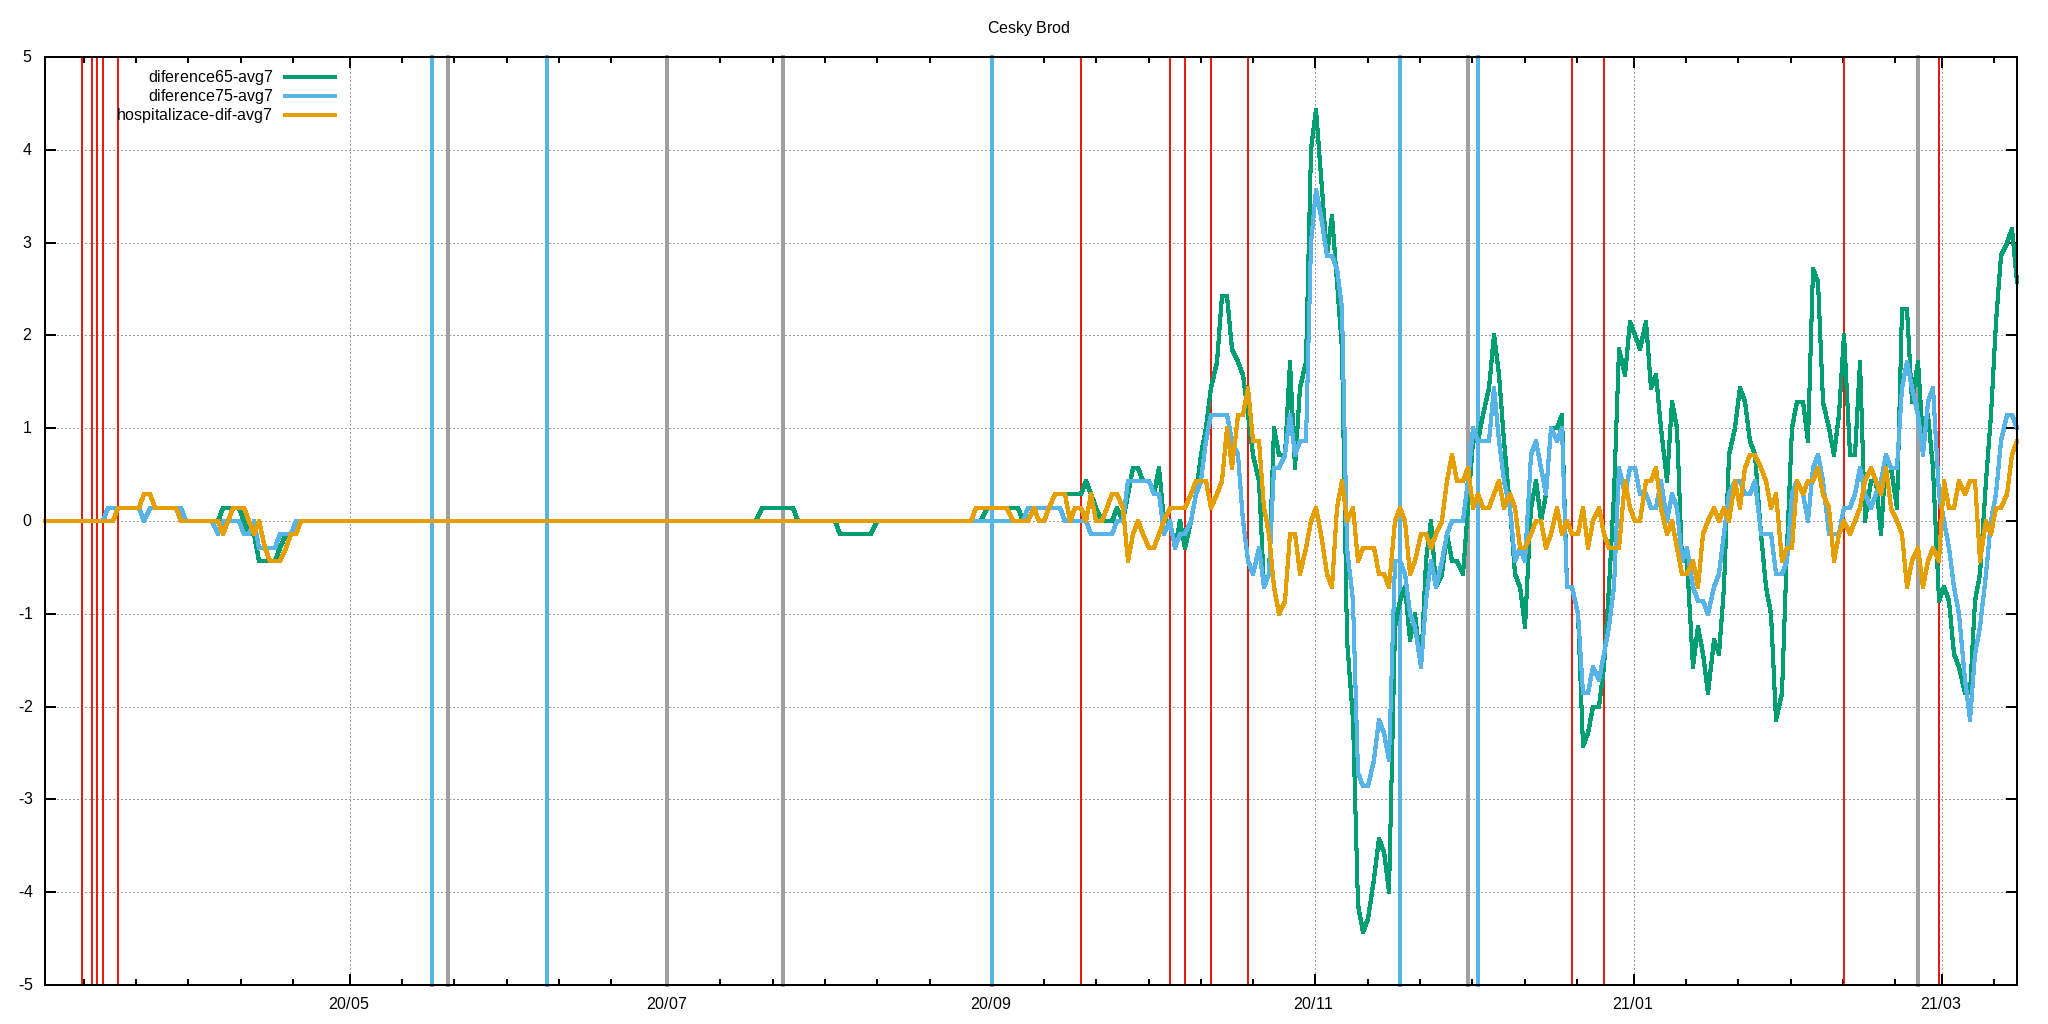 Cesky Brod
diference65-avg7
diference75-avg7
hospitalizace-dif-avg7
5
4
3
2
1
0
-1
-2
-3
-4
-5
20/05 20/07 20/09 20/11 21/01 21/03